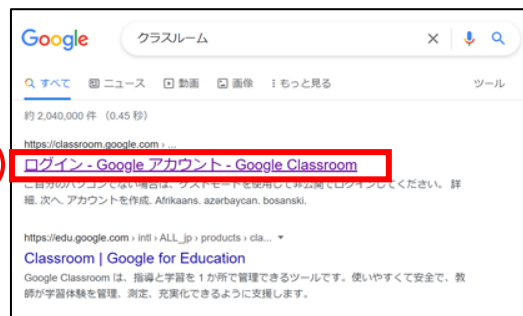 Google クラスルーム
すべて ニュース 動画 画像 もっと見る ツール
約 2,040,000 件 （0.45 秒）
https://classroom.google.com › ...
ログイン - Google アカウント - Google Classroom
ご自分のパソコンでない場合は、ゲストモードを使用して非公開でログインしてください。 詳
細. 次へ. アカウントを作成. Afrikaans. azərbaycan. bosanski.
https://edu.google.com › intl › ALL_jp › products › cla...
Classroom | Google for Education
Google Classroom は、指導と学習を 1 か所で管理できるツールです。使いやすくて安全で、教
師が学習体験を管理、測定、充実化できるように支援します。